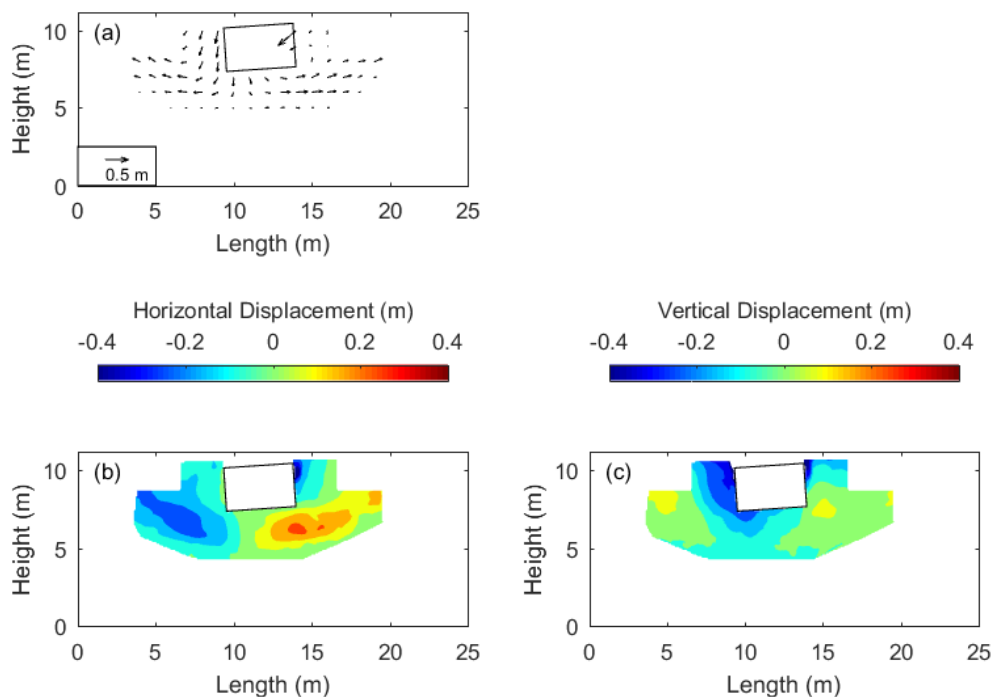 (a)
10
5
0
Height (m)
0.5 m
0 5 10 15 20 25
Length (m)
Horizontal Displacement (m)
-0.4 -0.2 0 0.2 0.4
Vertical Displacement (m)
-0.4 -0.2 0 0.2 0.4
(b)
10
5
0
Height (m)
0 5 10 15 20 25
Length (m)
(c)
10
5
0
Height (m)
0 5 10 15 20 25
Length (m)